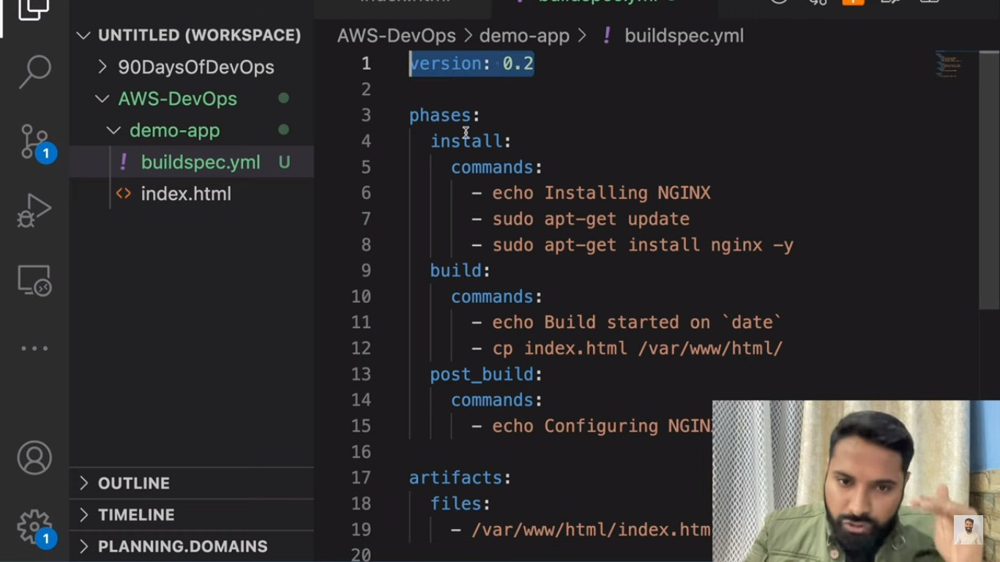 UNTITLED (WORKSPACE)
90DaysOfDevOps
AWS-DevOps
demo-app
buildspec.yml U
index.html
1
...
OUTLINE
TIMELINE
1
PLANNING.DOMAINS
AWS-DevOps > demo-app > ! buildspec.yml
1 version: 0.2
2
3 phases:
4 install:
5 commands:
6 - echo Installing NGINX
7 - sudo apt-get update
8 - sudo apt-get install nginx -y
9 build:
10 commands:
11 - echo Build started on `date`
12 - cp index.html /var/www/html/
13 post_build:
14 commands:
15 - echo Configuring NGINX
16
17 artifacts:
18 files:
19 - /var/www/html/index.htm
20